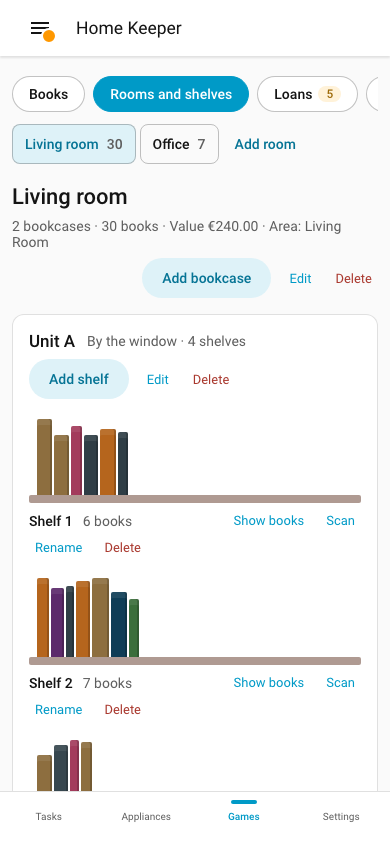 Home Keeper
Books
Rooms and shelves
Loans 5
Living room 30
Office 7
Add room
Living room
2 bookcases · 30 books · Value €240.00 · Area: Living
Room
Add bookcase
Edit
Delete
Unit A By the window · 4 shelves
Add shelf
Edit
Delete
Shelf 1 6 books
Show books
Scan
Rename
Delete
Shelf 2 7 books
Show books
Scan
Rename
Delete
Tasks
Appliances
Games
Settings